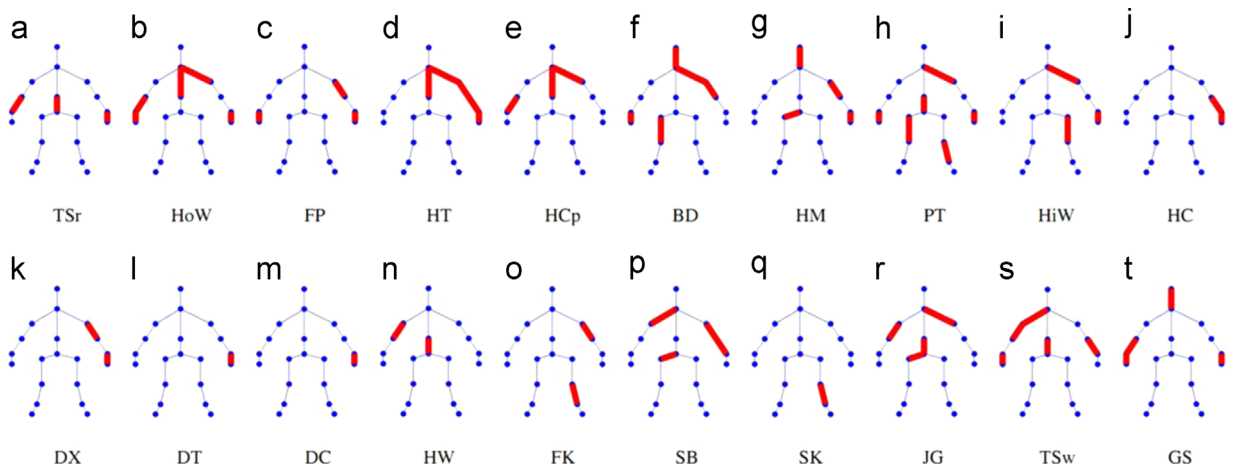 a b c d e f g h i j
TSr HoW FP HT HCp BD HM PT HiW HC
k l m n o p q r s t
DX DT DC HW FK SB SK JG TSw GS